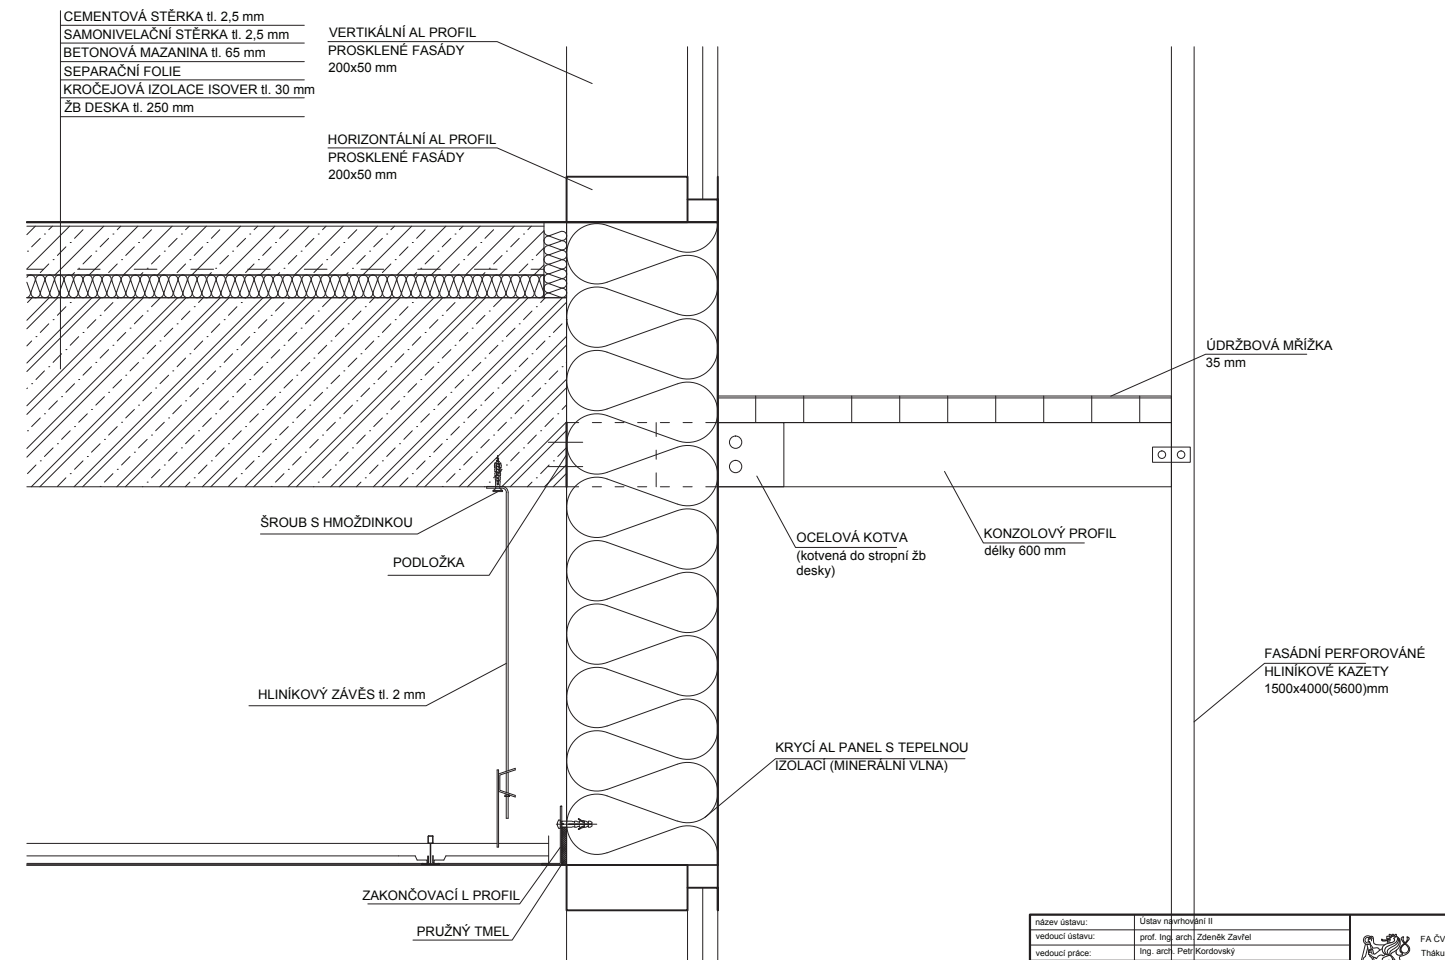 CEMENTOVÁ STĚRKA tl. 2,5 mm
SAMONIVELAČNÍ STĚRKA tl. 2,5 mm
BETONOVÁ MAZANINA tl. 65 mm
SEPARAČNÍ FOLIE
KROČEJOVÁ IZOLACE ISOVER tl. 30 mm
ŽB DESKA tl. 250 mm
VERTIKÁLNÍ AL PROFIL
PROSKLENÉ FASÁDY
200x50 mm
HORIZONTÁLNÍ AL PROFIL
PROSKLENÉ FASÁDY
200x50 mm
ÚDRŽBOVÁ MŘÍŽKA
35 mm
ŠROUB S HMOŽDINKOU
PODLOŽKA
OCELOVÁ KOTVA
(kotvená do stropní žb
desky)
KONZOLOVÝ PROFIL
délky 600 mm
FASÁDNÍ PERFOROVÁNÉ
HLINÍKOVÉ KAZETY
1500x4000(5600)mm
HLINÍKOVÝ ZÁVĚS tl. 2 mm
KRYCÍ AL PANEL S TEPELNOU
IZOLACÍ (MINERÁLNÍ VLNA)
ZAKONČOVACÍ L PROFIL
PRUŽNÝ TMEL
název ústavu: Ústav navrhování II
vedoucí ústavu: prof. Ing. arch. Zdeněk Zavřel
vedoucí práce: Ing. arch. Petr Kordovský
FA ČV
Tháku